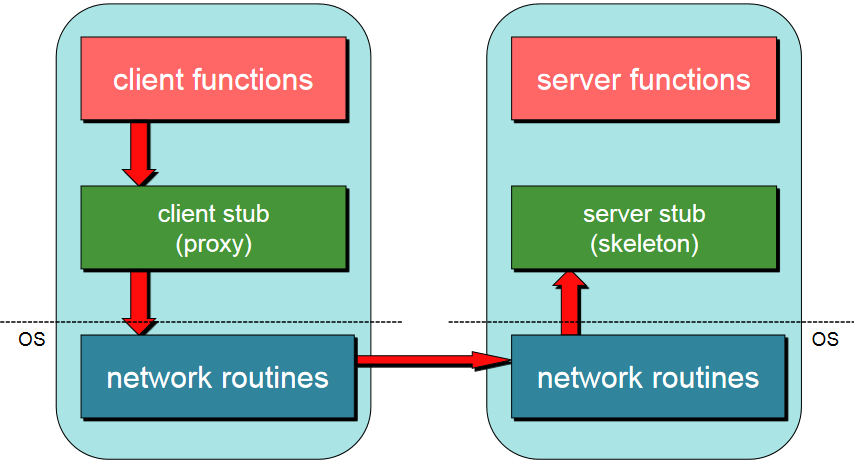 client functions
server functions
client stub
(proxy)
server stub
(skeleton)
OS
OS
network routines
network routines